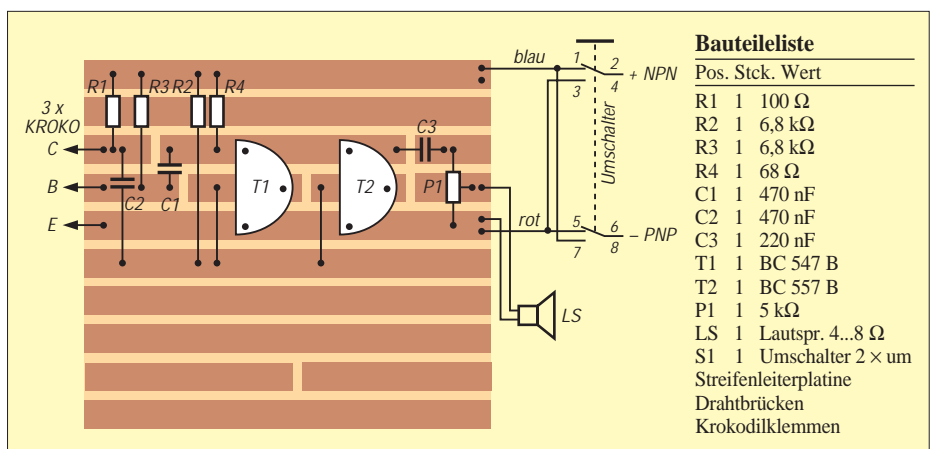 R1
R3
R2
R4
3 x
KROKO
C
B
E
C2
C1
T1
T2
C3
P1
LS
blau
rot
1
2
3
4
+ NPN
Umschalter
5
6
7
8
– PNP
Bauteileliste
Pos. Stck. Wert
R1 1 100 Ω
R2 1 6,8 kΩ
R3 1 6,8 kΩ
R4 1 68 Ω
C1 1 470 nF
C2 1 470 nF
C3 1 220 nF
T1 1 BC 547 B
T2 1 BC 557 B
P1 1 5 kΩ
LS 1 Lautspr. 4...8 Ω
S1 1 Umschalter 2 × um
Streifenleiterplatine
Drahtbrücken
Krokodilklemmen